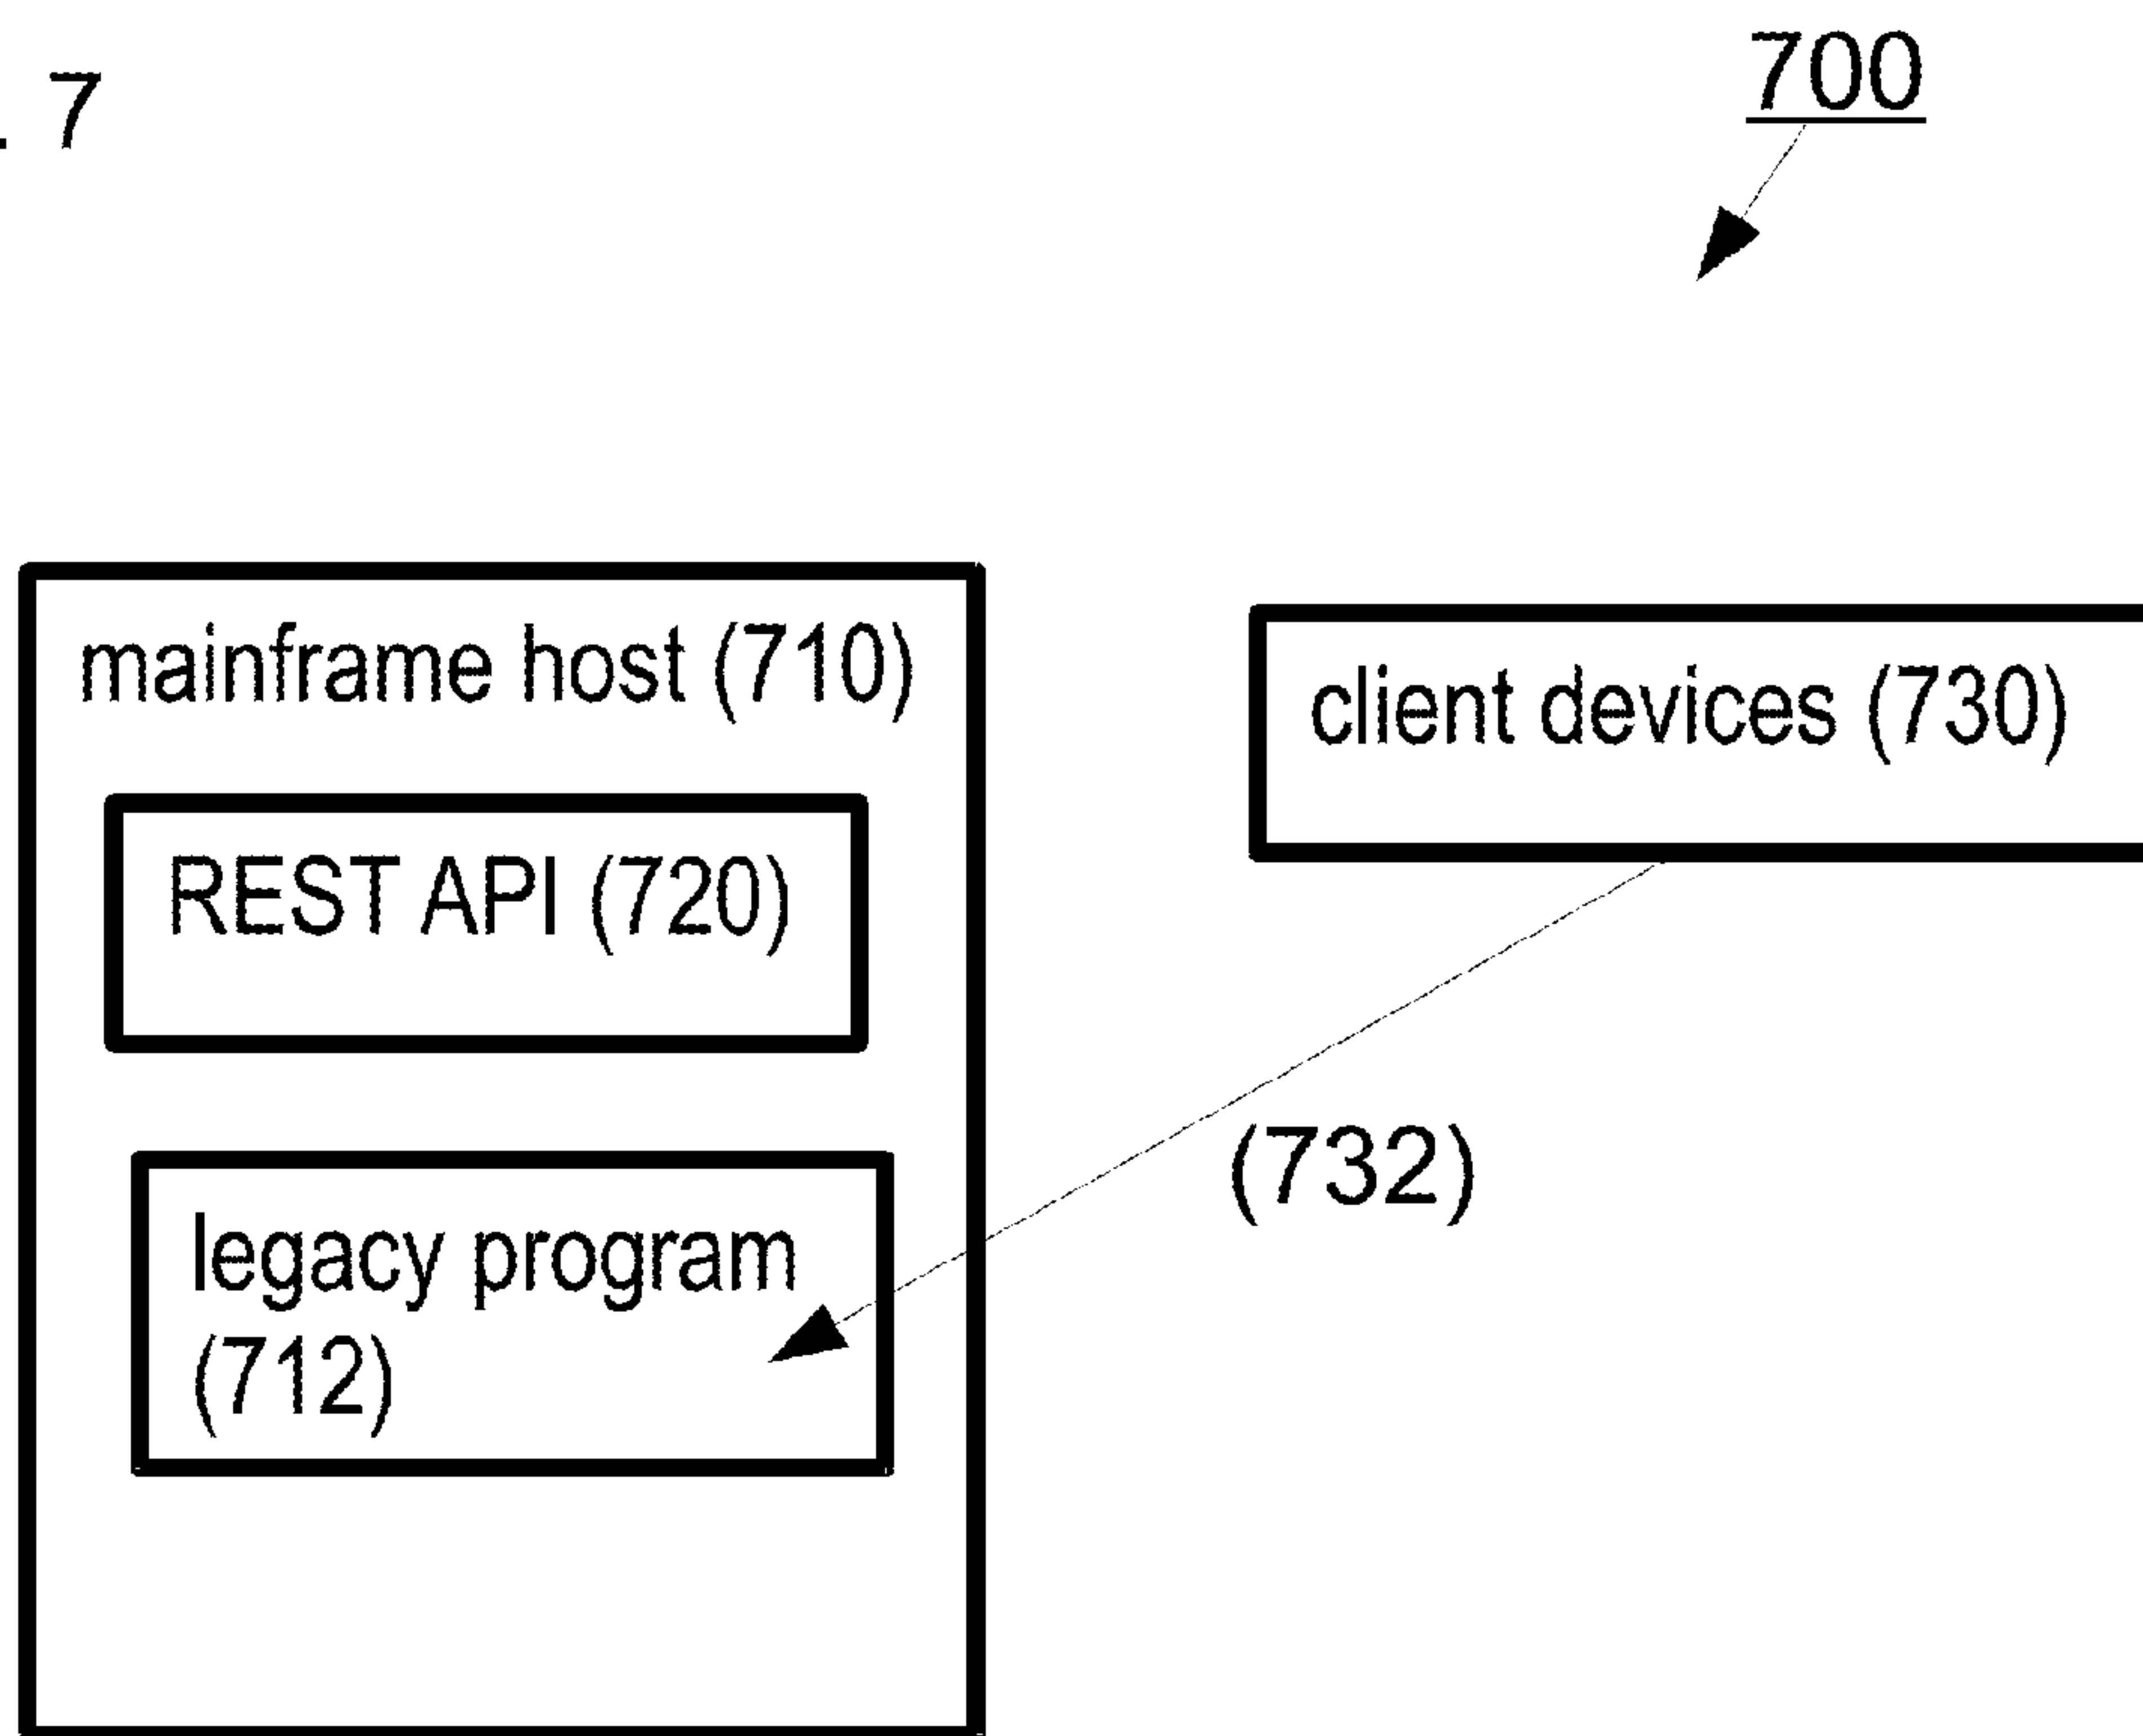 . 7
700
mainframe host (710)
client devices (730)
REST API (720)
(732)
legacy program
(712)